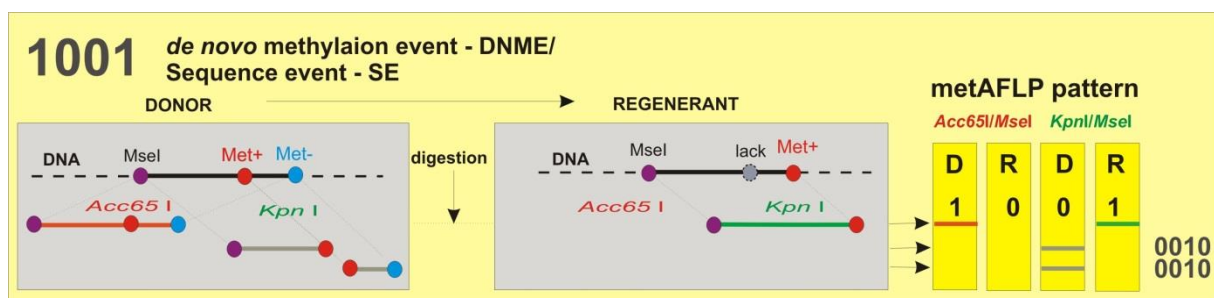 1001
de novo methylaion event - DNME/
Sequence event - SE
DONOR
REGENERANT
metAFLP pattern
Acc65I/MseI KpnI/MseI
DNA MseI Met+ Met-
digestion
DNA MseI lack Met+
D R D R
1 0 0 1
Acc65 I Kpn I
Acc65 I Kpn I
0010
0010